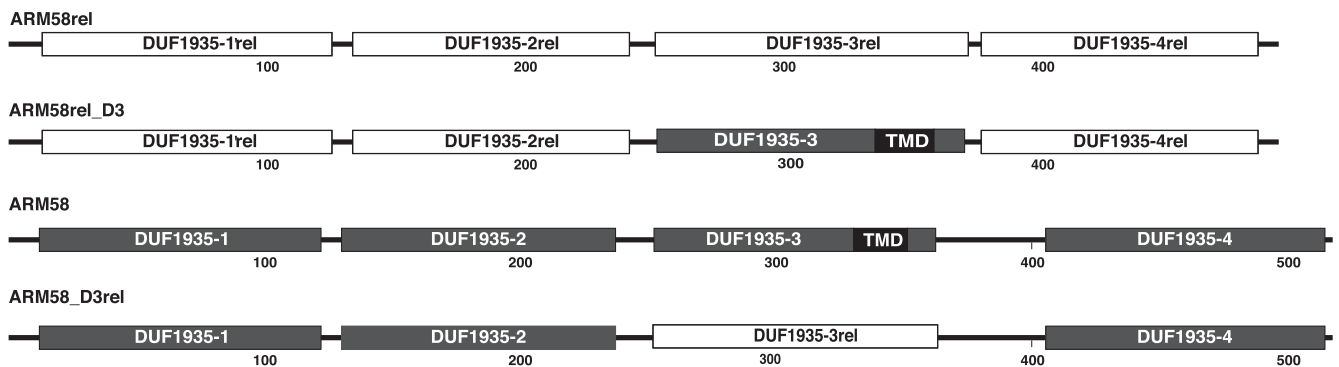 ARM58rel
DUF1935-1rel DUF1935-2rel DUF1935-3rel DUF1935-4rel
100 200 300 400
ARM58rel_D3
DUF1935-1rel DUF1935-2rel DUF1935-3 TMD DUF1935-4rel
100 200 300 400
ARM58
DUF1935-1 DUF1935-2 DUF1935-3 TMD DUF1935-4
100 200 300 400 500
ARM58_D3rel
DUF1935-1 DUF1935-2 DUF1935-3rel DUF1935-4
100 200 300 400 500